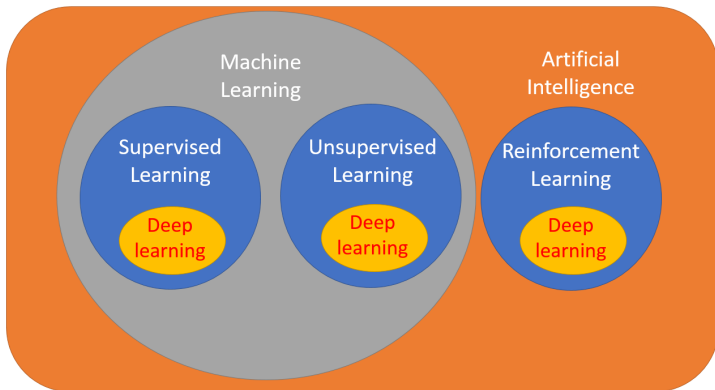 Machine
Learning
Artificial
Intelligence
Supervised
Learning
Unsupervised
Learning
Reinforcement
Learning
Deep
learning
Deep
learning
Deep
learning